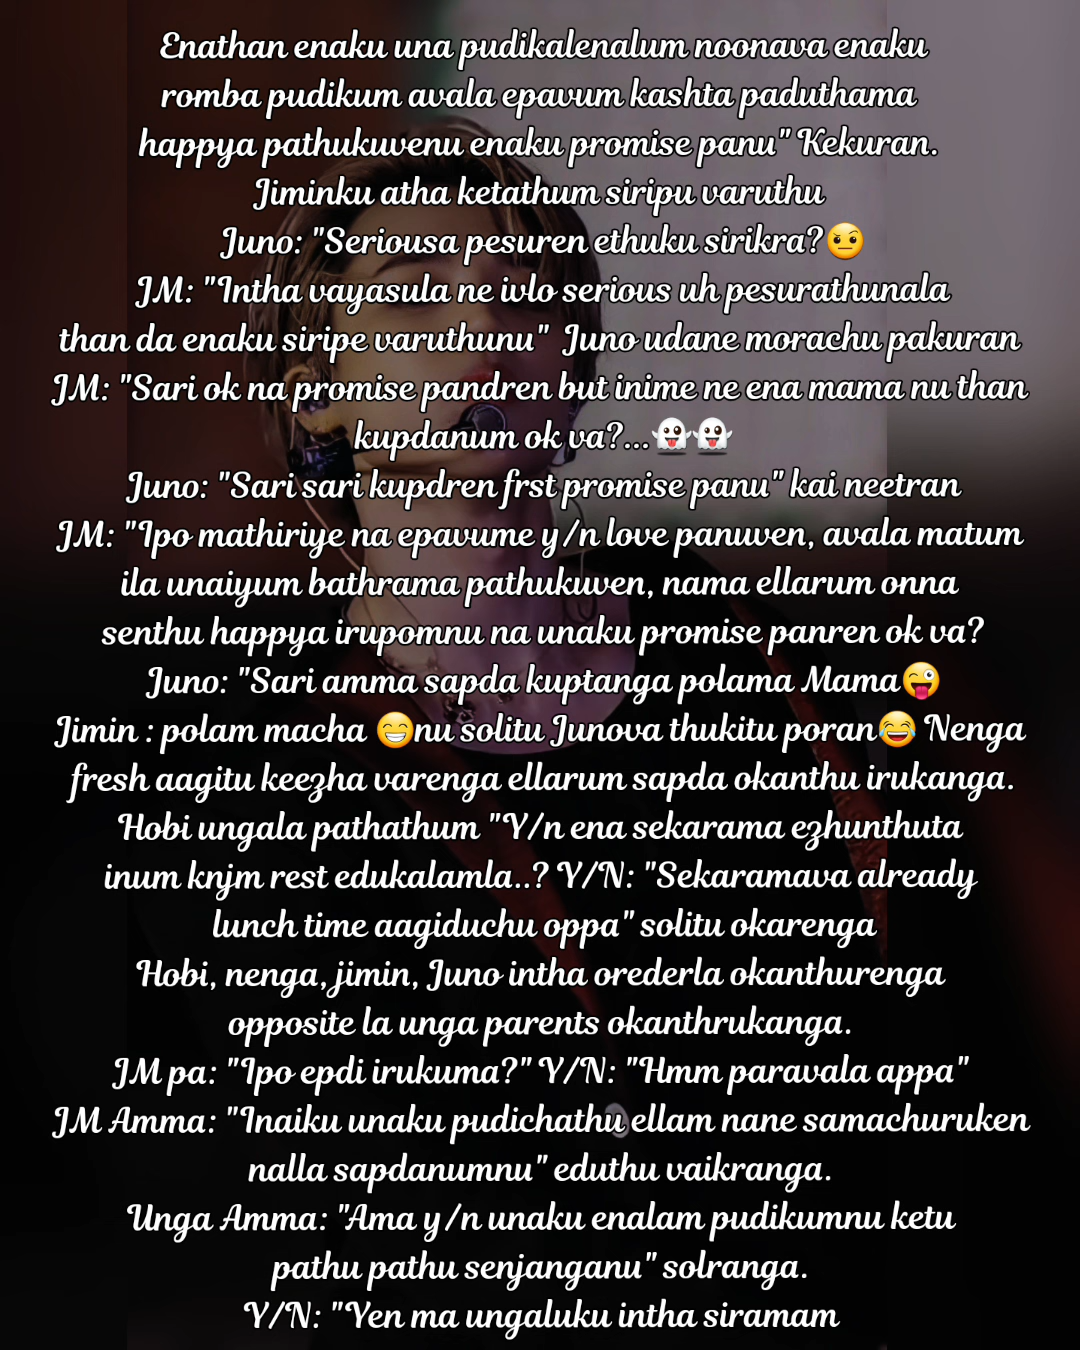 Enathan enaku una pudikalenalum noonava enaku
romba pudikum avala epavum kashta paduthama
happya pathukuvenu enaku promise panu" Kekuran.
Jiminku atha ketathum siripu varuthu
Juno: "Seriousa pesuren ethuku sirikra?🤨
JM: "Intha vayasula ne ivlo serious uh pesurathunala
than da enaku siripe varuthunu" Juno udane morachu pakuran
JM: "Sari ok na promise pandren but inime ne ena mama nu than
kupdanum ok va?...👻👻
Juno: "Sari sari kupdren frst promise panu" kai neetran
JM: "Ipo mathiriye na epavume y/n love panuven, avala matum
ila unaiyum bathrama pathukuven, nama ellarum onna
senthu happya irupomnu na unaku promise panren ok va?
Juno: "Sari amma sapda kuptanga polama Mama😜
Jimin : polam macha 😁nu solitu Junova thukitu poran😂 Nenga
fresh aagitu keezha varenga ellarum sapda okanthu irukanga.
Hobi ungala pathathum "Y/n ena sekarama ezhunthuta
inum knjm rest edukalamla..? Y/N: "Sekaramava already
lunch time aagiduchu oppa" solitu okarenga
Hobi, nenga,jimin, Juno intha orederla okanthurenga
opposite la unga parents okanthrukanga.
JM pa: "Ipo epdi irukuma?" Y/N: "Hmm paravala appa"
JM Amma: "Inaiku unaku pudichathu ellam nane samachuruken
nalla sapdanumnu" eduthu vaikranga.
Unga Amma: "Ama y/n unaku enalam pudikumnu ketu
pathu pathu senjanganu" solranga.
Y/N: "Yen ma ungaluku intha siramam